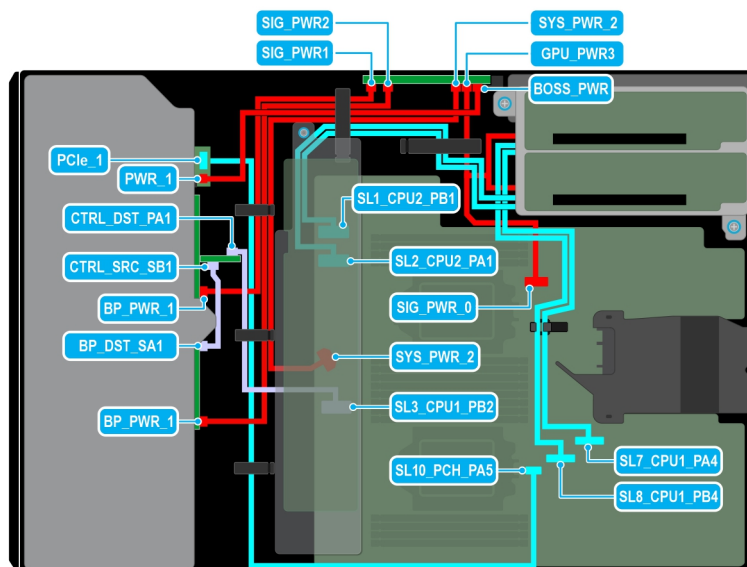 SIG_PWR2
SYS_PWR_2
SIG_PWR1
GPU_PWR3
BOSS_PWR
PCIe_1
PWR_1
SL1_CPU2_PB1
CTRL_DST_PA1
SL2_CPU2_PA1
CTRL_SRC_SB1
SIG_PWR_0
BP_PWR_1
BP_DST_SA1
SYS_PWR_2
SL3_CPU1_PB2
BP_PWR_1
SL7_CPU1_PA4
SL10_PCH_PA5
SL8_CPU1_PB4